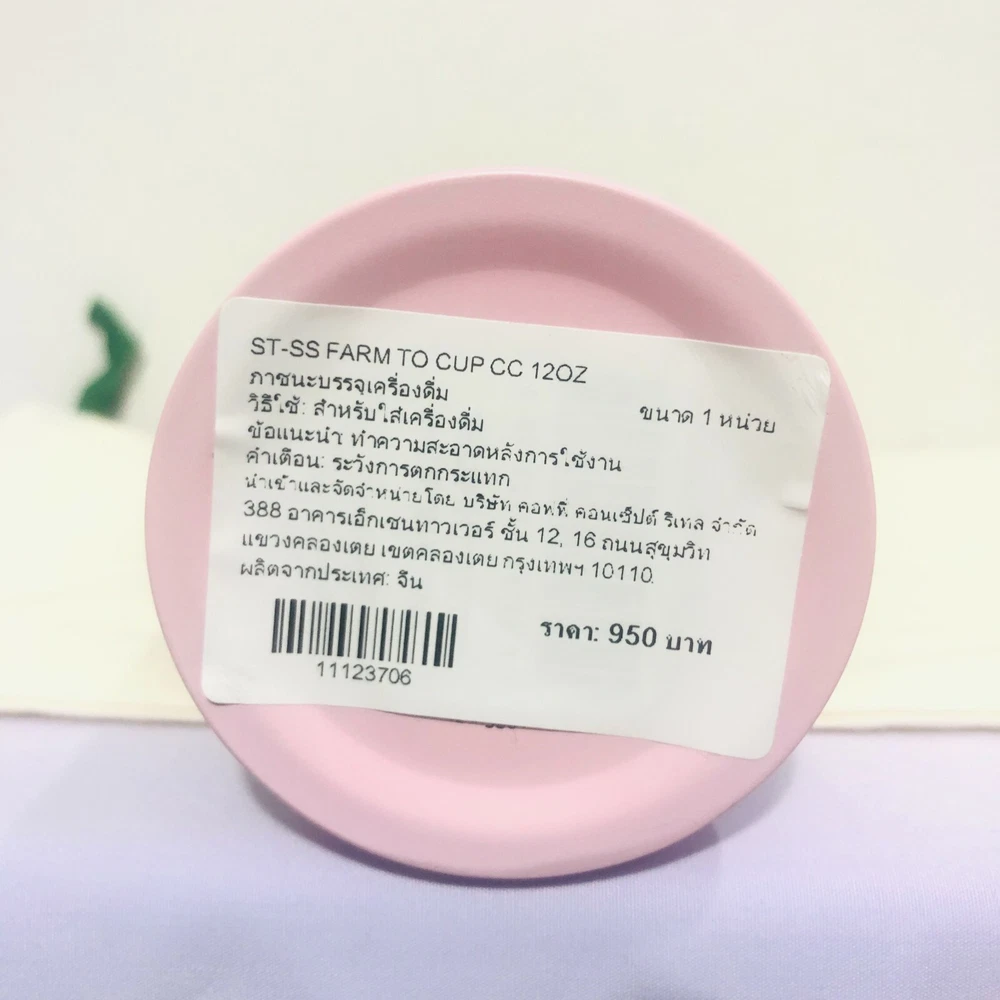 ST-SS FARM TO CUP CC 12OZ
ภาชนะบรรจุเครื่องดื่ม
ขนาด 1 หน่วย
วิธีใช้: สำหรับใส่เครื่องดื่ม
ข้อแนะนำ: ทำความสะอาดหลังการใช้งาน
คำเตือน: ระวังการตกกระแทก
นำเข้าและจัดจำหน่ายโดย บริษัท คอฟฟี่ คอนเซ็ปต์ รีเทล จำกัด
388 อาคารเอ็กเชนทาวเวอร์ ชั้น 12, 16 ถนนสุขุมวิท
แขวงคลองเตย เขตคลองเตย กรุงเทพฯ 10110.
ผลิตจากประเทศ: จีน
ราคา: 950 บาท
11123706